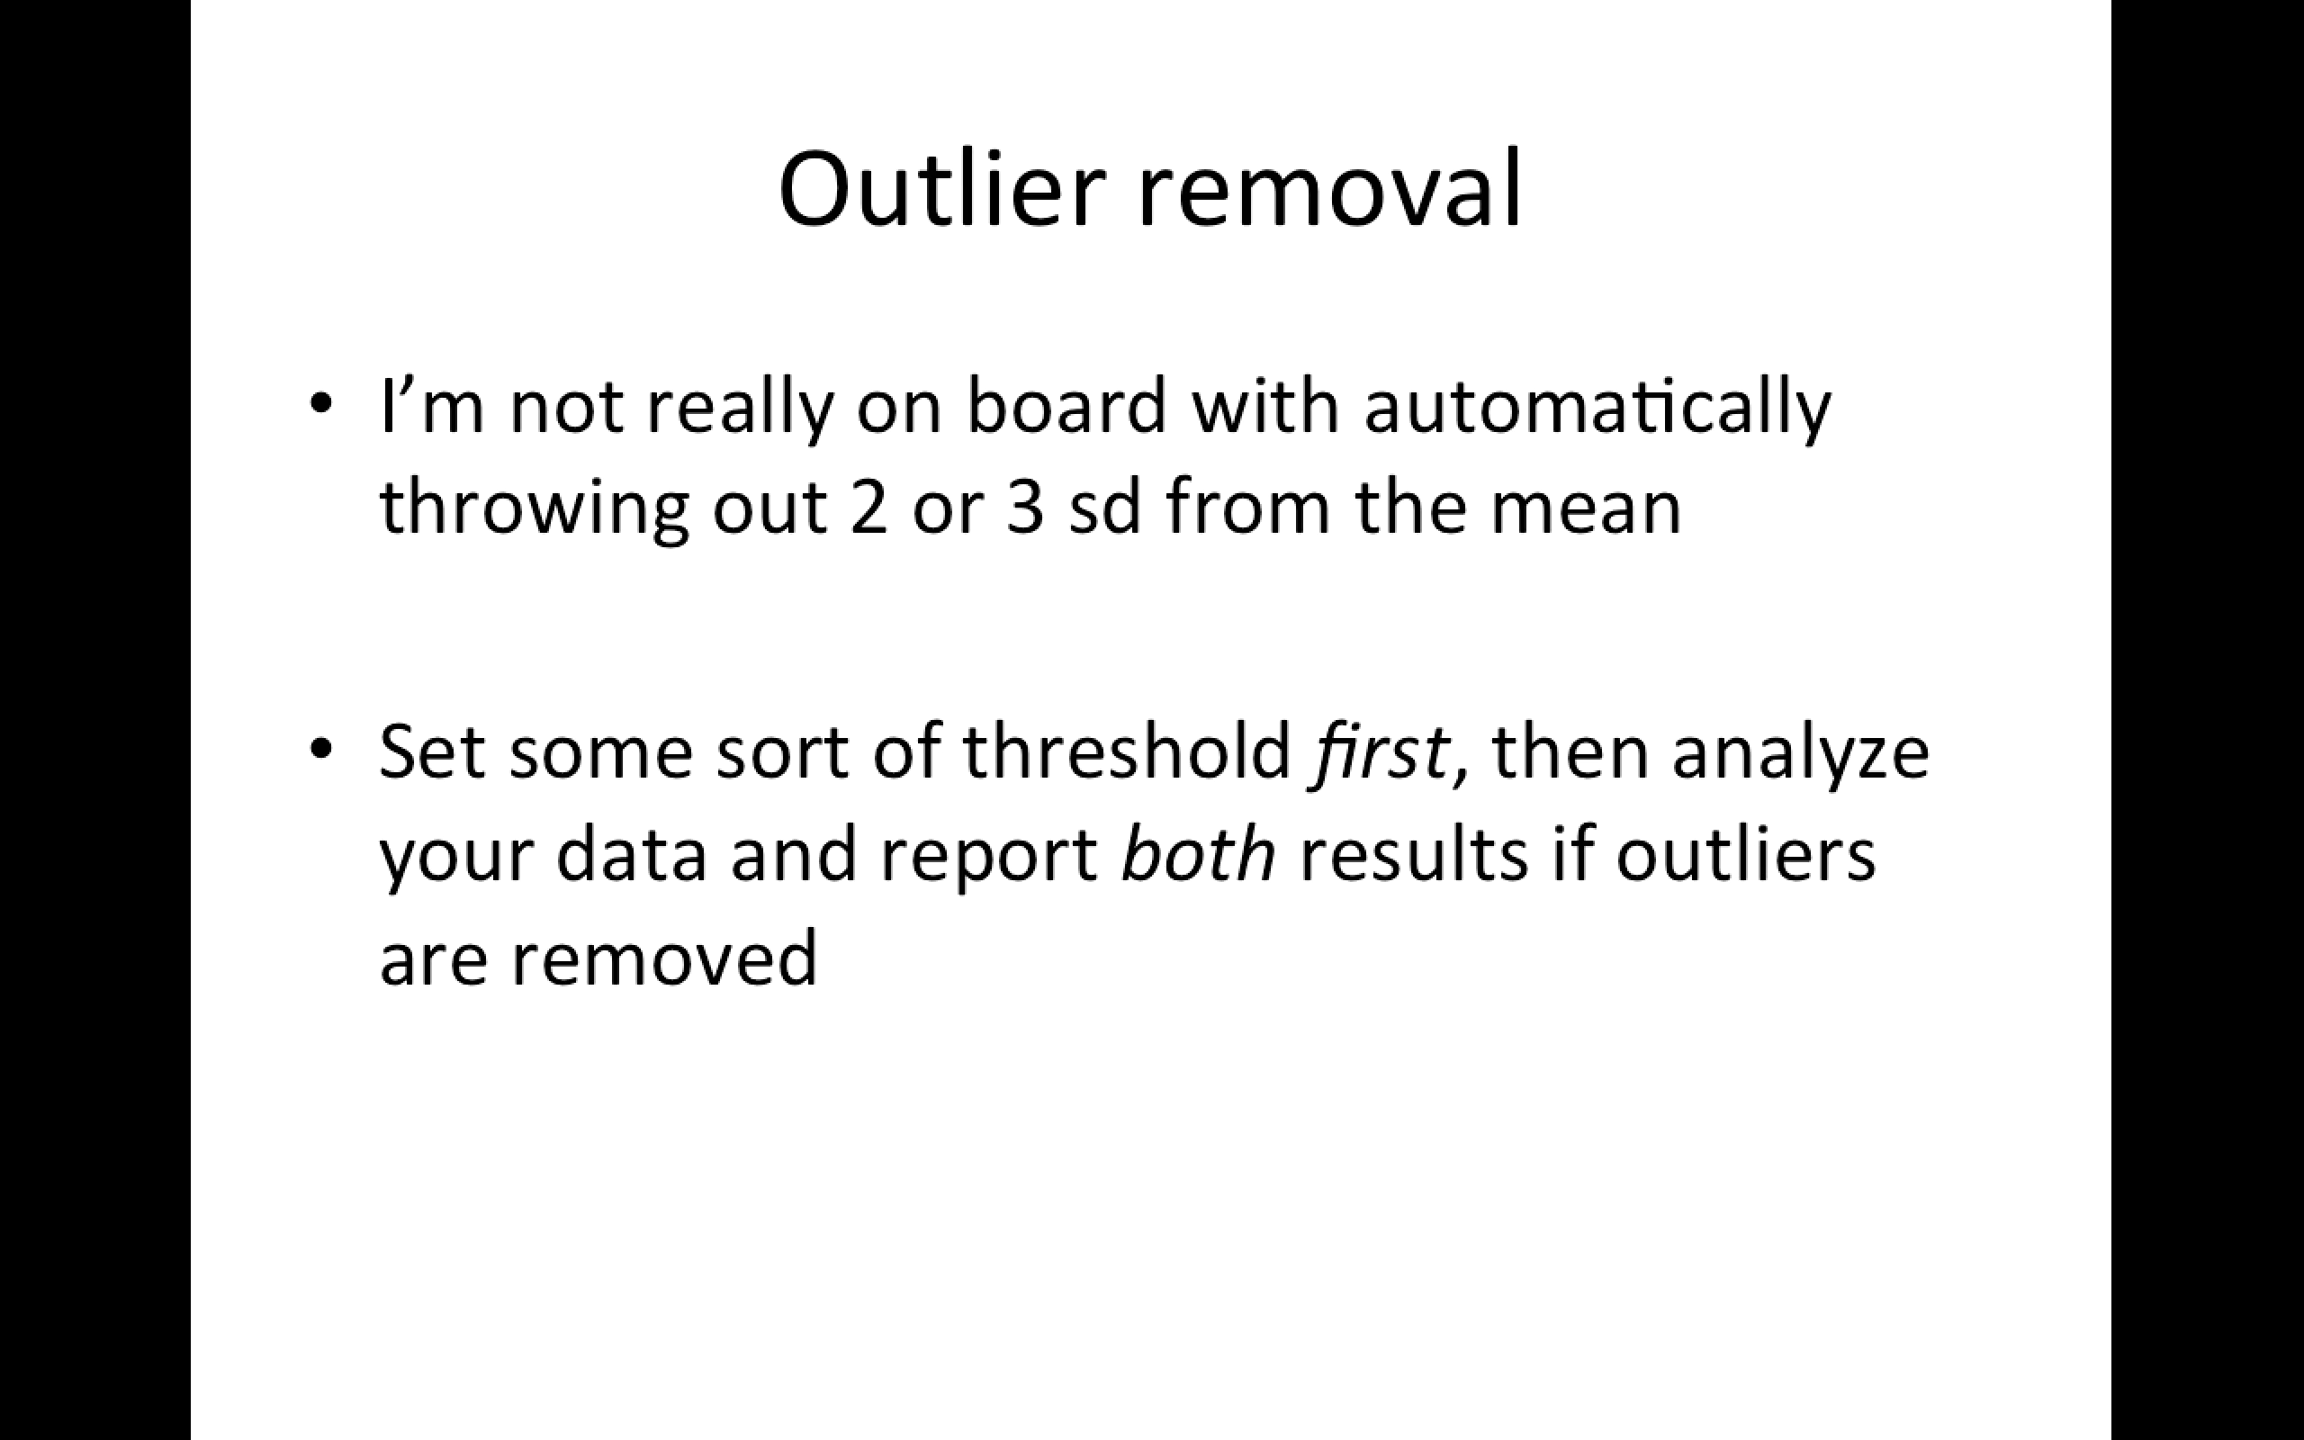 Outlier removal
• I’m not really on board with automatically
throwing out 2 or 3 sd from the mean
• Set some sort of threshold first, then analyze
your data and report both results if outliers
are removed